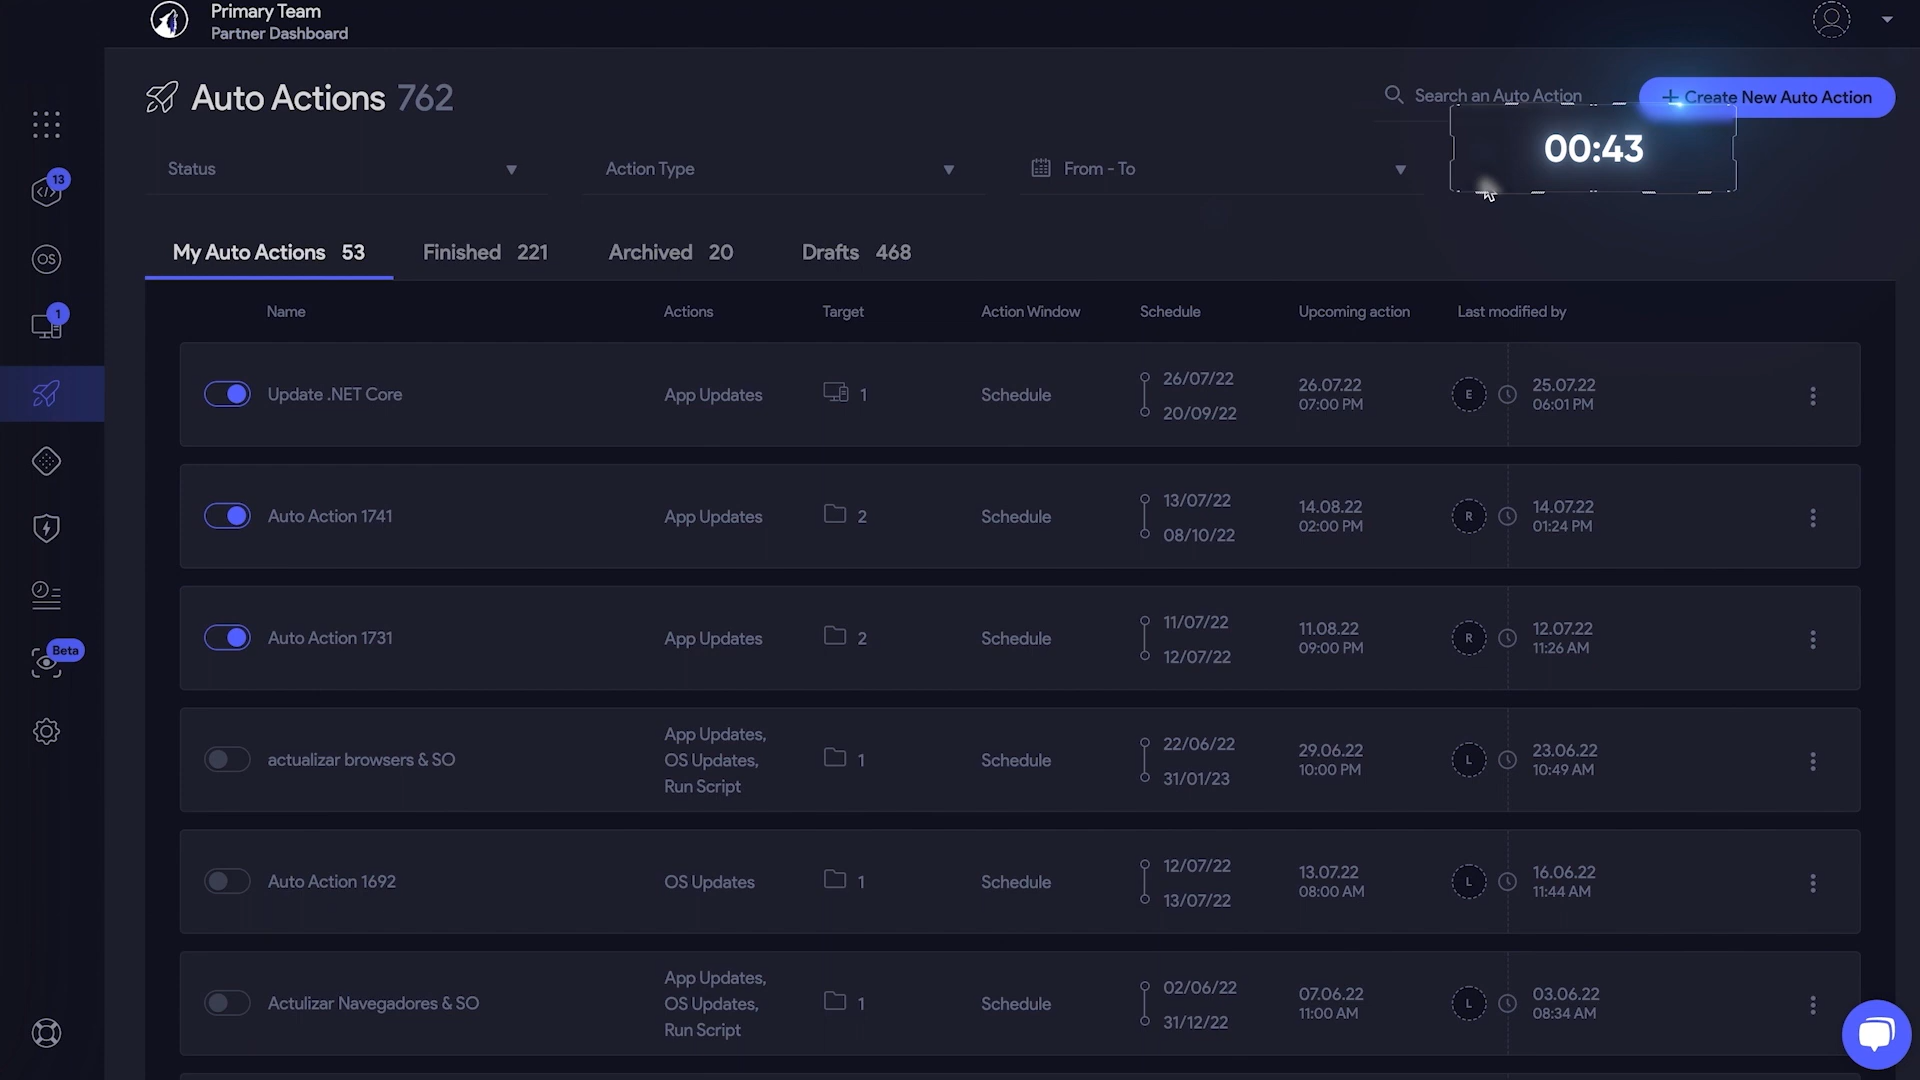 Primary Team
Partner Dashboard
Auto Actions 762
Search an Auto Action
+ Create New Auto Action
00:43
Status
Action Type
From - To
My Auto Actions 53
Finished 221
Archived 20
Drafts 468
Name
Actions
Target
Action Window
Schedule
Upcoming action
Last modified by
Update .NET Core
App Updates
1
Schedule
26/07/22
20/09/22
26.07.22
07:00 PM
E
25.07.22
06:01 PM
Auto Action 1741
App Updates
2
Schedule
13/07/22
08/10/22
14.08.22
02:00 PM
R
14.07.22
01:24 PM
Auto Action 1731
App Updates
2
Schedule
11/07/22
12/07/22
11.08.22
09:00 PM
R
12.07.22
11:26 AM
actualizar browsers & SO
App Updates,
OS Updates,
Run Script
1
Schedule
22/06/22
31/01/23
29.06.22
10:00 PM
L
23.06.22
10:49 AM
Auto Action 1692
OS Updates
1
Schedule
12/07/22
13/07/22
13.07.22
08:00 AM
L
16.06.22
11:44 AM
Actulizar Navegadores & SO
App Updates,
OS Updates,
Run Script
1
Schedule
02/06/22
31/12/22
07.06.22
11:00 AM
L
03.06.22
08:34 AM
13
OS
1
Beta